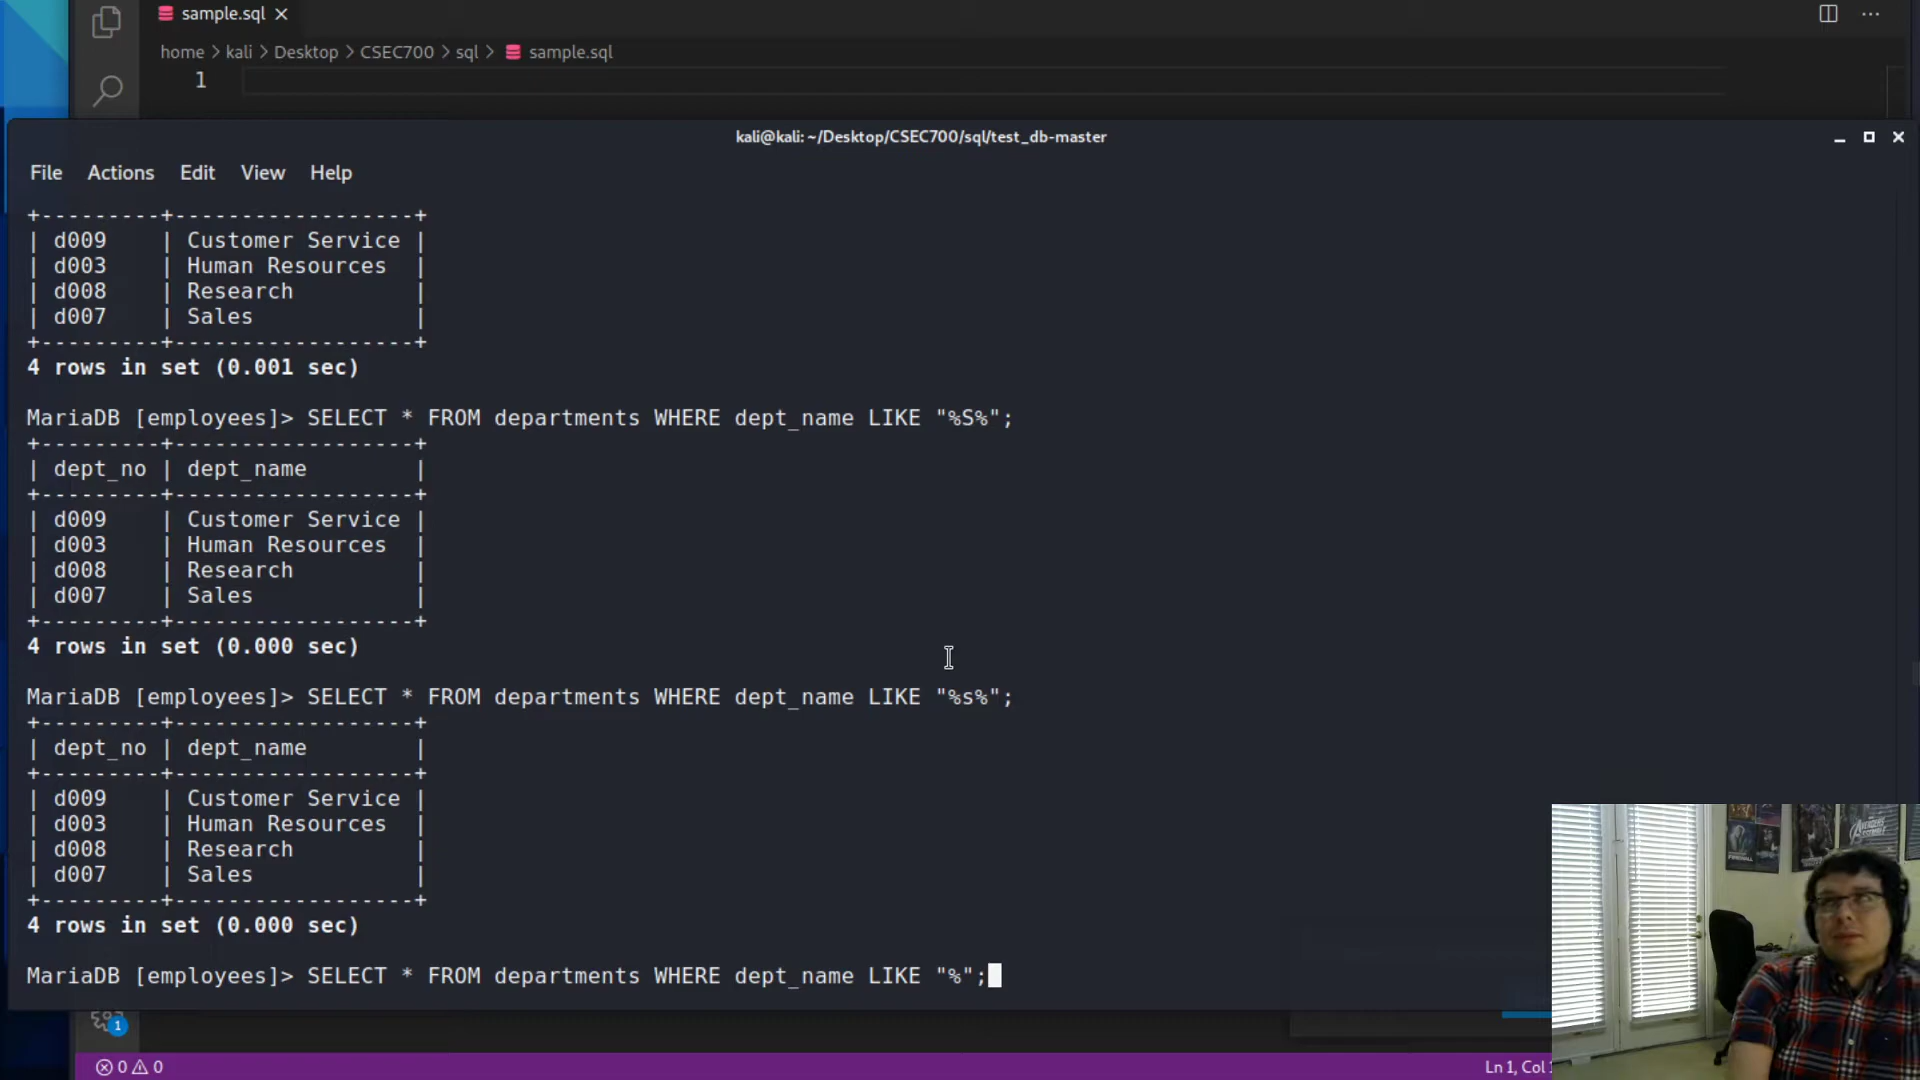 sample.sql
home > kali > Desktop > CSEC700 > sql > sample.sql
1
kali@kali: ~/Desktop/CSEC700/sql/test_db-master
File Actions Edit View Help
+---------+------------------+
| d009    | Customer Service |
| d003    | Human Resources  |
| d008    | Research         |
| d007    | Sales            |
+---------+------------------+
4 rows in set (0.001 sec)
MariaDB [employees]> SELECT * FROM departments WHERE dept_name LIKE "%S%";
+---------+------------------+
| dept_no | dept_name        |
+---------+------------------+
| d009    | Customer Service |
| d003    | Human Resources  |
| d008    | Research         |
| d007    | Sales            |
+---------+------------------+
4 rows in set (0.000 sec)
MariaDB [employees]> SELECT * FROM departments WHERE dept_name LIKE "%s%";
+---------+------------------+
| dept_no | dept_name        |
+---------+------------------+
| d009    | Customer Service |
| d003    | Human Resources  |
| d008    | Research         |
| d007    | Sales            |
+---------+------------------+
4 rows in set (0.000 sec)
MariaDB [employees]> SELECT * FROM departments WHERE dept_name LIKE "%";
1
0 0
Ln 1, Col